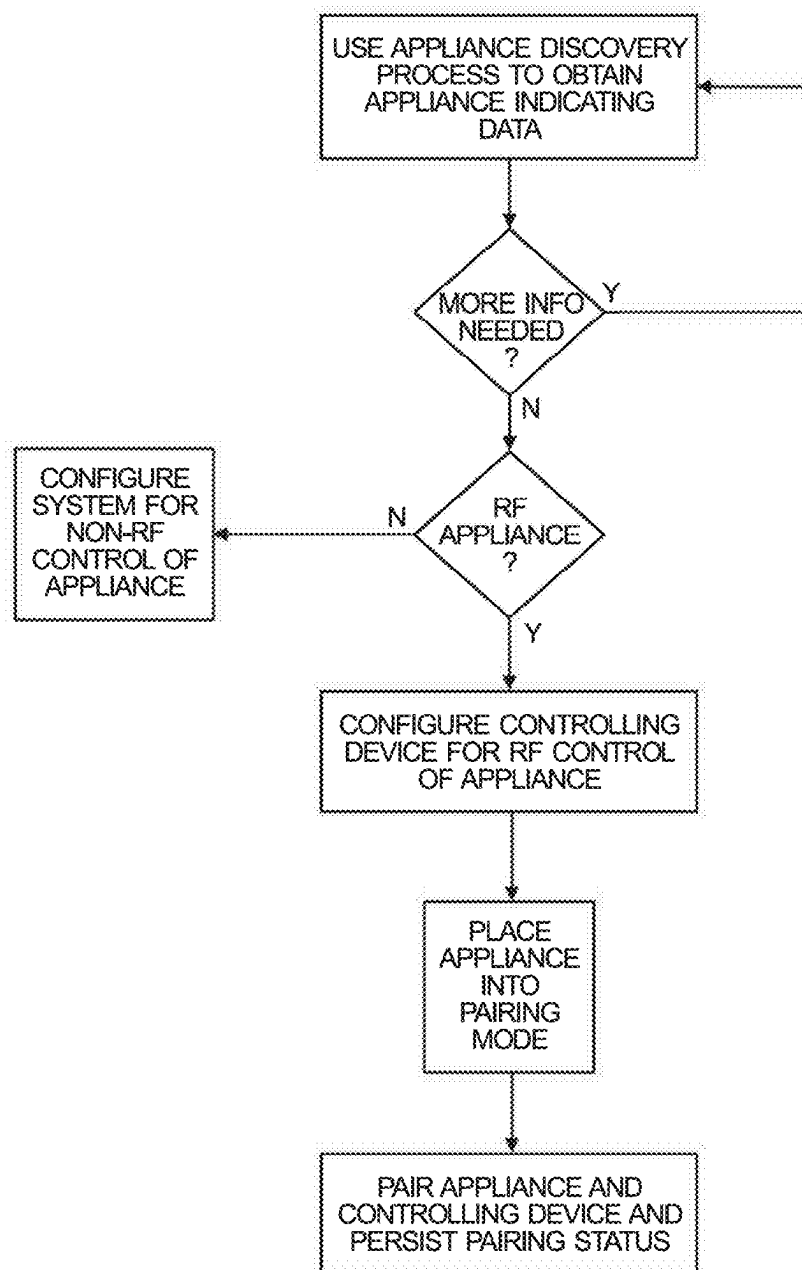 USE APPLIANCE DISCOVERY
PROCESS TO OBTAIN
APPLIANCE INDICATING
DATA
MORE INFO
NEEDED
?
Y
N
RF
APPLIANCE
?
N
Y
CONFIGURE
SYSTEM FOR
NON-RF
CONTROL OF
APPLIANCE
CONFIGURE CONTROLLING
DEVICE FOR RF CONTROL
OF APPLIANCE
PLACE
APPLIANCE
INTO
PAIRING
MODE
PAIR APPLIANCE AND
CONTROLLING DEVICE AND
PERSIST PAIRING STATUS